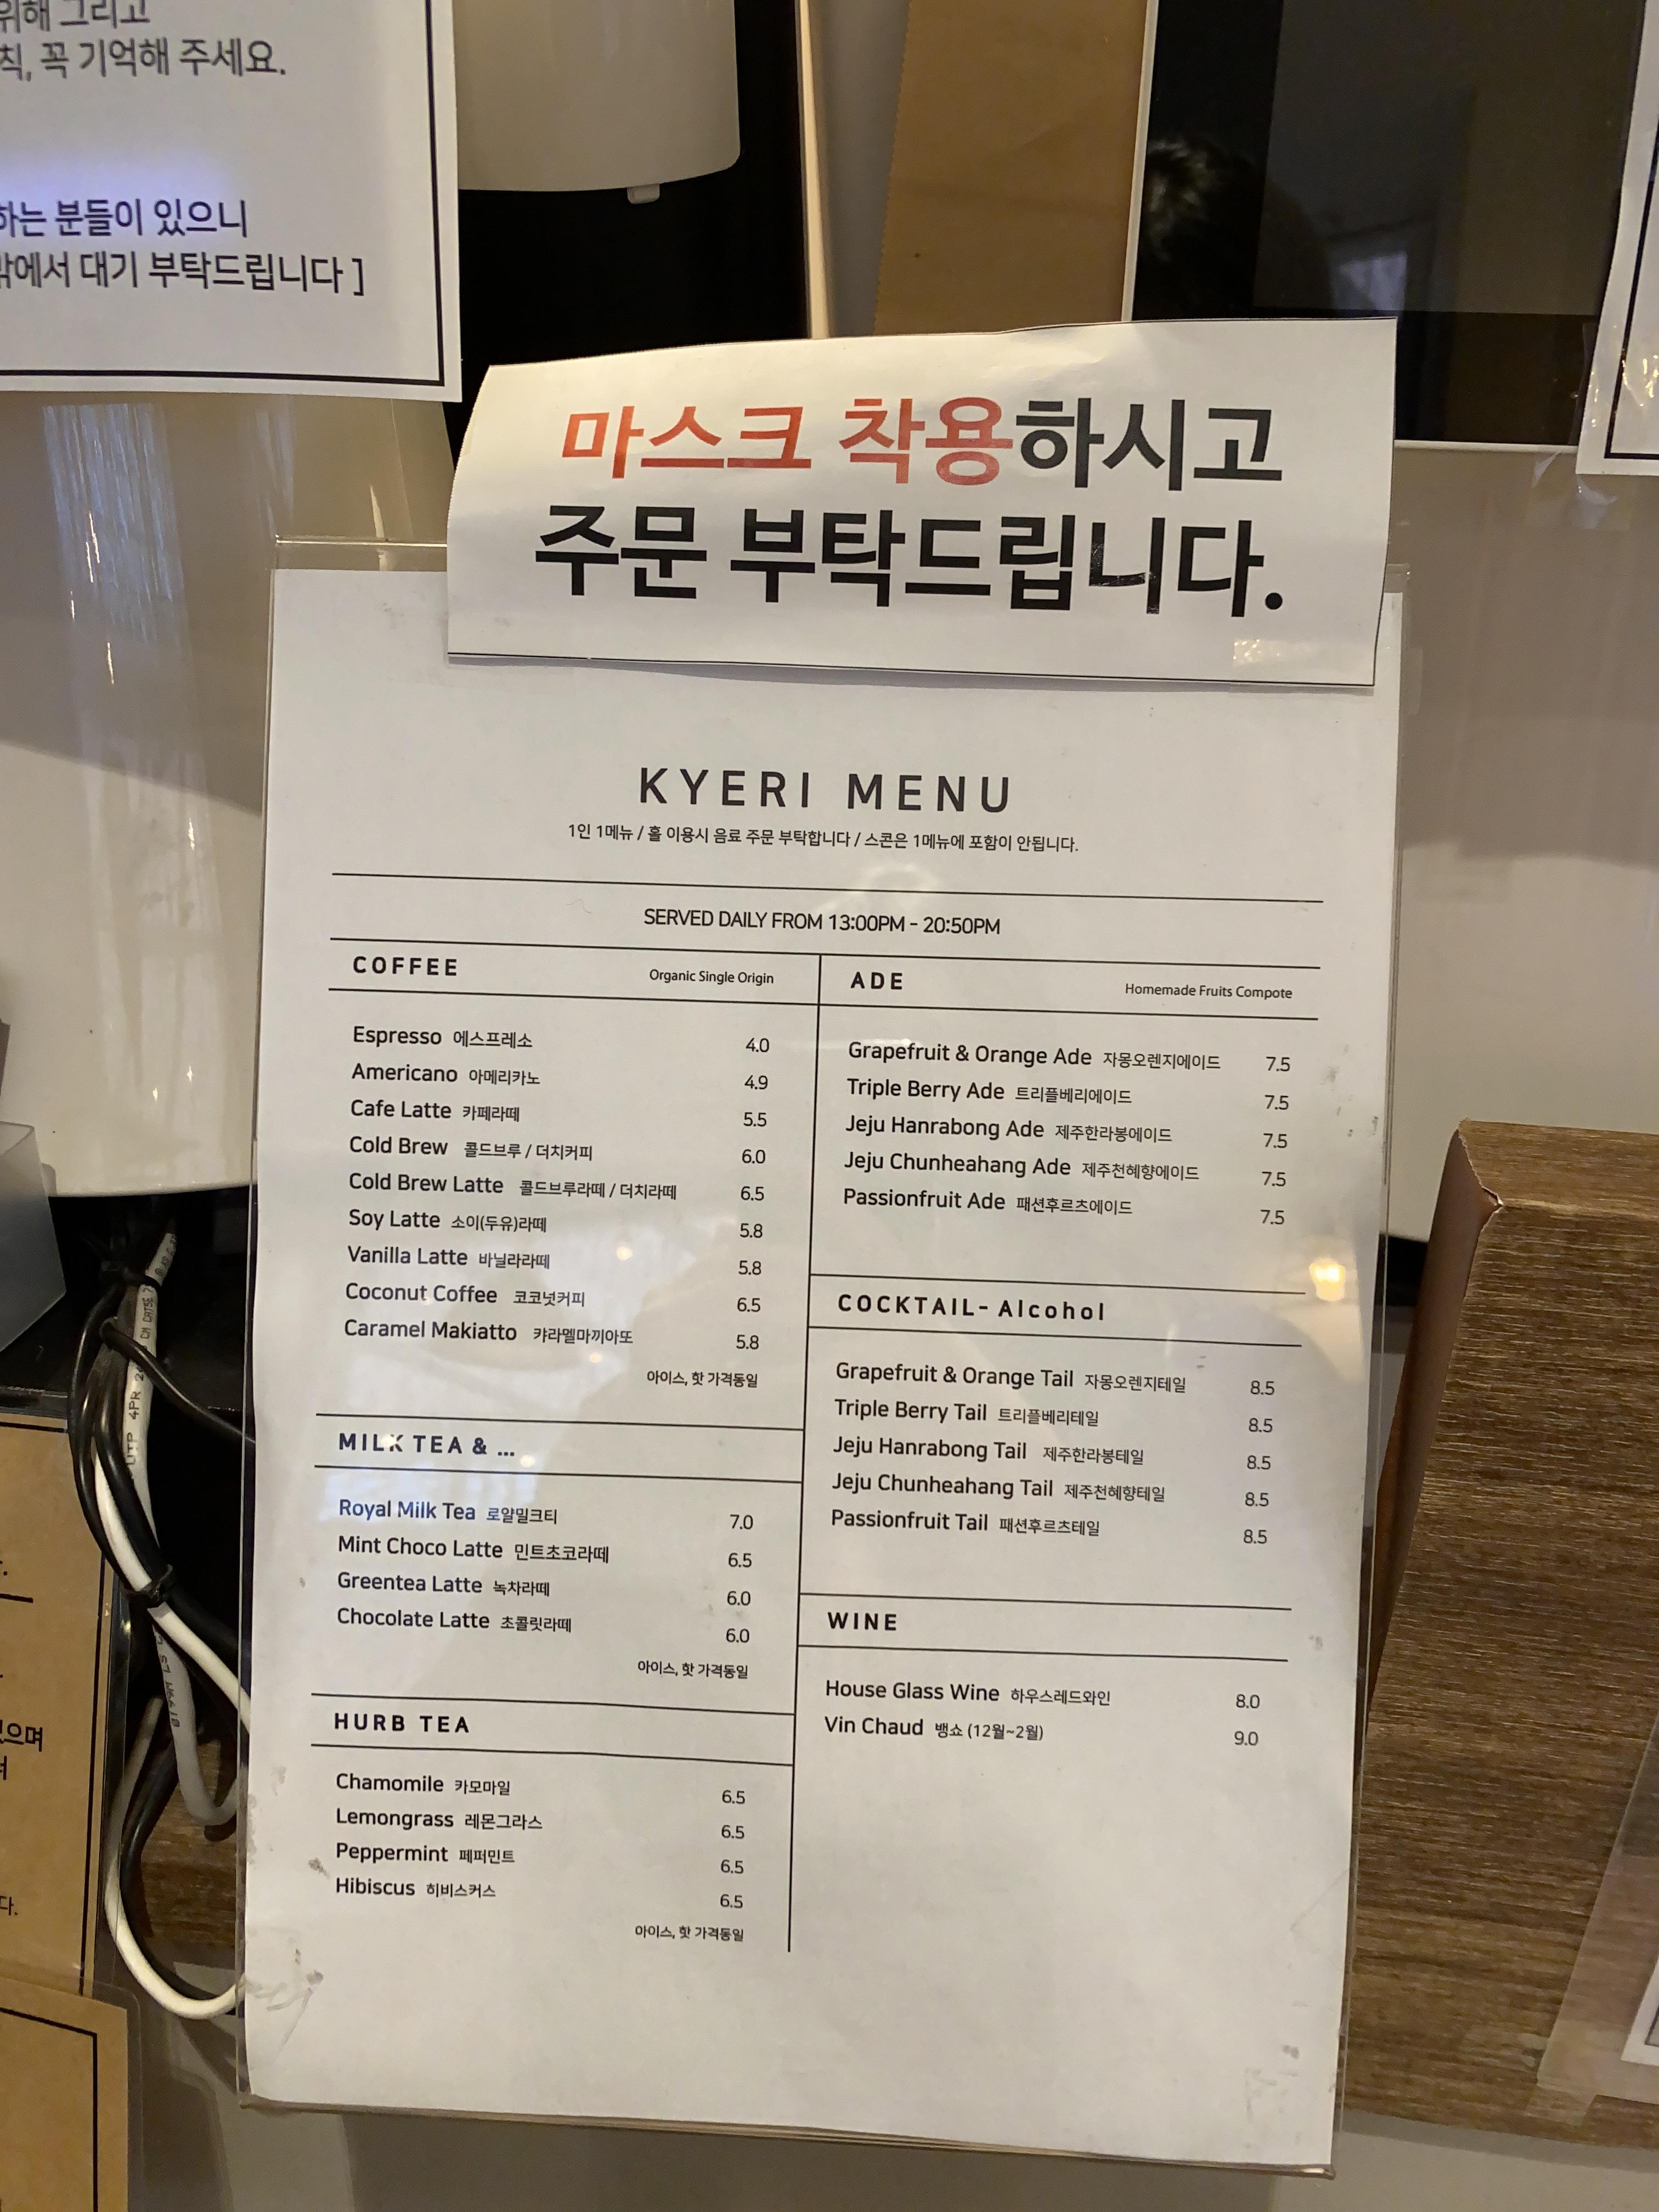 위해 그리고
칙, 꼭 기억해 주세요.
하는 분들이 있으니
밖에서 대기 부탁드립니다 ]
마스크 착용하시고
주문 부탁드립니다.
KYERI MENU
1인 1메뉴 / 홀 이용시 음료 주문 부탁합니다 / 스콘은 1메뉴에 포함이 안됩니다.
SERVED DAILY FROM 13:00PM - 20:50PM
COFFEE Organic Single Origin
Espresso 에스프레소 4.0
Americano 아메리카노 4.9
Cafe Latte 카페라떼 5.5
Cold Brew 콜드브루 / 더치커피 6.0
Cold Brew Latte 콜드브루라떼 / 더치라떼 6.5
Soy Latte 소이(두유)라떼 5.8
Vanilla Latte 바닐라라떼 5.8
Coconut Coffee 코코넛커피 6.5
Caremel Makiatto 캬라멜마끼아또 5.8
아이스, 핫 가격동일
MILK TEA & ...
Royal Milk Tea 로얄밀크티 7.0
Mint Choco Latte 민트초코라떼 6.5
Greentea Latte 녹차라떼 6.0
Chocolate Latte 초콜릿라떼 6.0
아이스, 핫 가격동일
HURB TEA
Chamomile 카모마일 6.5
Lemongrass 레몬그라스 6.5
Peppermint 페퍼민트 6.5
Hibiscus 히비스커스 6.5
아이스, 핫 가격동일
ADE Homemade Fruits Compote
Grapefruit & Orange Ade 자몽오렌지에이드 7.5
Triple Berry Ade 트리플베리에이드 7.5
Jeju Hanrabong Ade 제주한라봉에이드 7.5
Jeju Chunheahang Ade 제주천혜향에이드 7.5
Passionfruit Ade 패션후르츠에이드 7.5
COCKTAIL- Alcohol
Grapefruit & Orange Tail 자몽오렌지테일 8.5
Triple Berry Tail 트리플베리테일 8.5
Jeju Hanrabong Tail 제주한라봉테일 8.5
Jeju Chunheahang Tail 제주천혜향테일 8.5
Passionfruit Tail 패션후르츠테일 8.5
WINE
House Glass Wine 하우스레드와인 8.0
Vin Chaud 뱅쇼 (12월~2월) 9.0
UTP 4PR
으며
다.